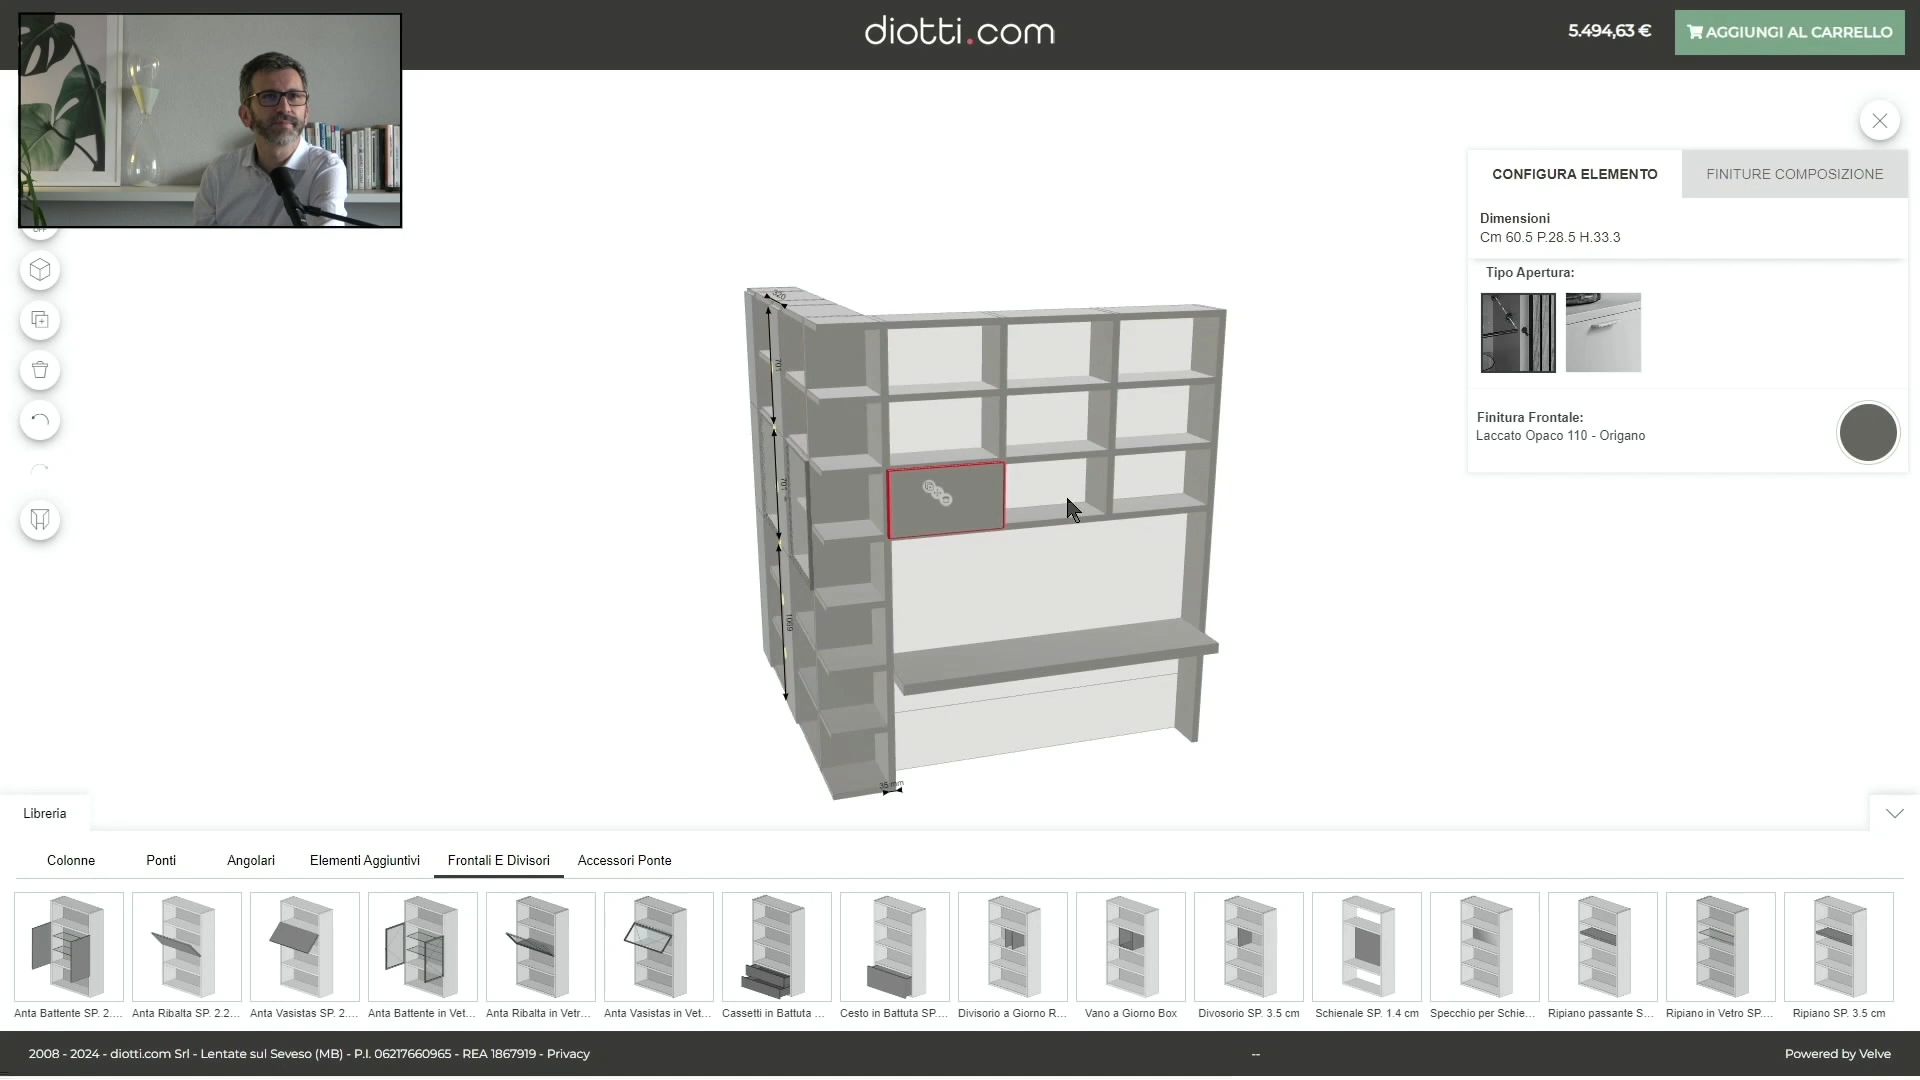 diotti.com
5.494,63 €
AGGIUNGI AL CARRELLO
CONFIGURA ELEMENTO
FINITURE COMPOSIZIONE
Dimensioni
Cm 60.5 P.28.5 H.33.3
Tipo Apertura:
Finitura Frontale:
Laccato Opaco 110 - Origano
OFF
701
701
1069
35 mm
Libreria
Colonne
Ponti
Angolari
Elementi Aggiuntivi
Frontali E Divisori
Accessori Ponte
Anta Battente SP. 2....
Anta Ribalta SP. 2.2...
Anta Vasistas SP. 2....
Anta Battente in Vet...
Anta Ribalta in Vetr...
Anta Vasistas in Vet...
Cassetti in Battuta ...
Cesto in Battuta SP....
Divisorio a Giorno R...
Vano a Giorno Box
Divosorio SP. 3.5 cm
Schienale SP. 1.4 cm
Specchio per Schie...
Ripiano passante S...
Ripiano in Vetro SP....
Ripiano SP. 3.5 cm
2008 - 2024 - diotti.com Srl - Lentate sul Seveso (MB) - P.I. 06217660965 - REA 1867919 - Privacy
--
Powered by Velve